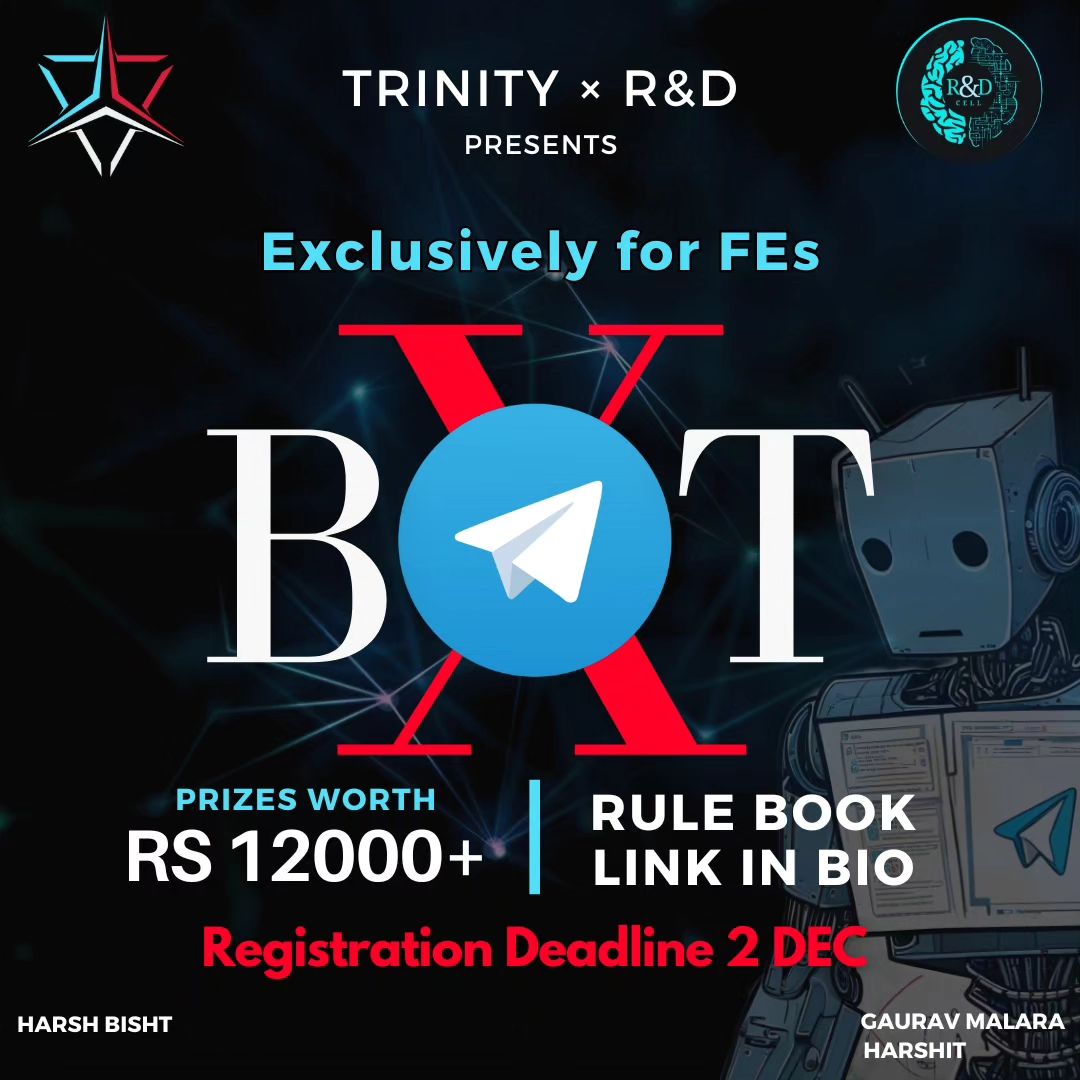 TRINITY × R&D
PRESENTS
R&D
CELL
Exclusively for FEs
X
B T
PRIZES WORTH
RS 12000+
RULE BOOK
LINK IN BIO
Registration Deadline 2 DEC
HARSH BISHT
GAURAV MALARA
HARSHIT